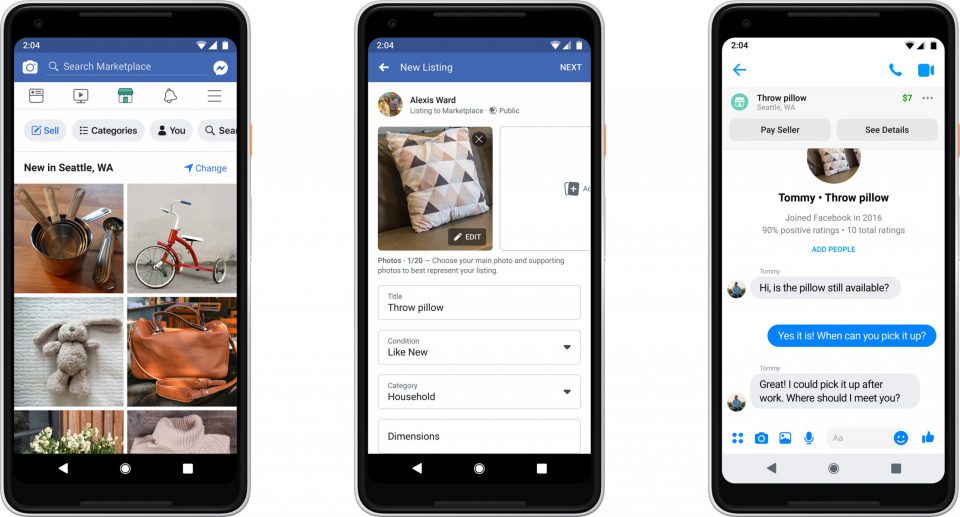 2:04
Search Marketplace
Sell
Categories
You
Sear
New in Seattle, WA
Change
2:04
New Listing
NEXT
Alexis Ward
Listing to Marketplace · Public
Ad
EDIT
Photos · 1/20 — Choose your main photo and supporting
photos to best represent your listing.
Title
Throw pillow
Condition
Like New
Category
Household
Dimensions
2:04
Throw pillow
$7
Seattle, WA
Pay Seller
See Details
Tommy • Throw pillow
Joined Facebook in 2016
90% positive ratings • 10 total ratings
ADD PEOPLE
Tommy
Hi, is the pillow still available?
Yes it is! When can you pick it up?
Tommy
Great! I could pick it up after
work. Where should I meet you?
Aa